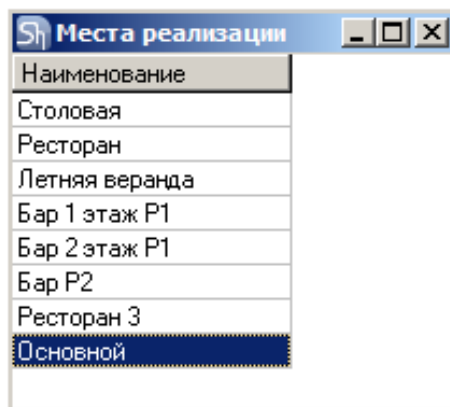 Sh Места реализации
Наименование
Столовая
Ресторан
Летняя веранда
Бар 1 этаж Р1
Бар 2 этаж Р1
Бар Р2
Ресторан 3
Основной